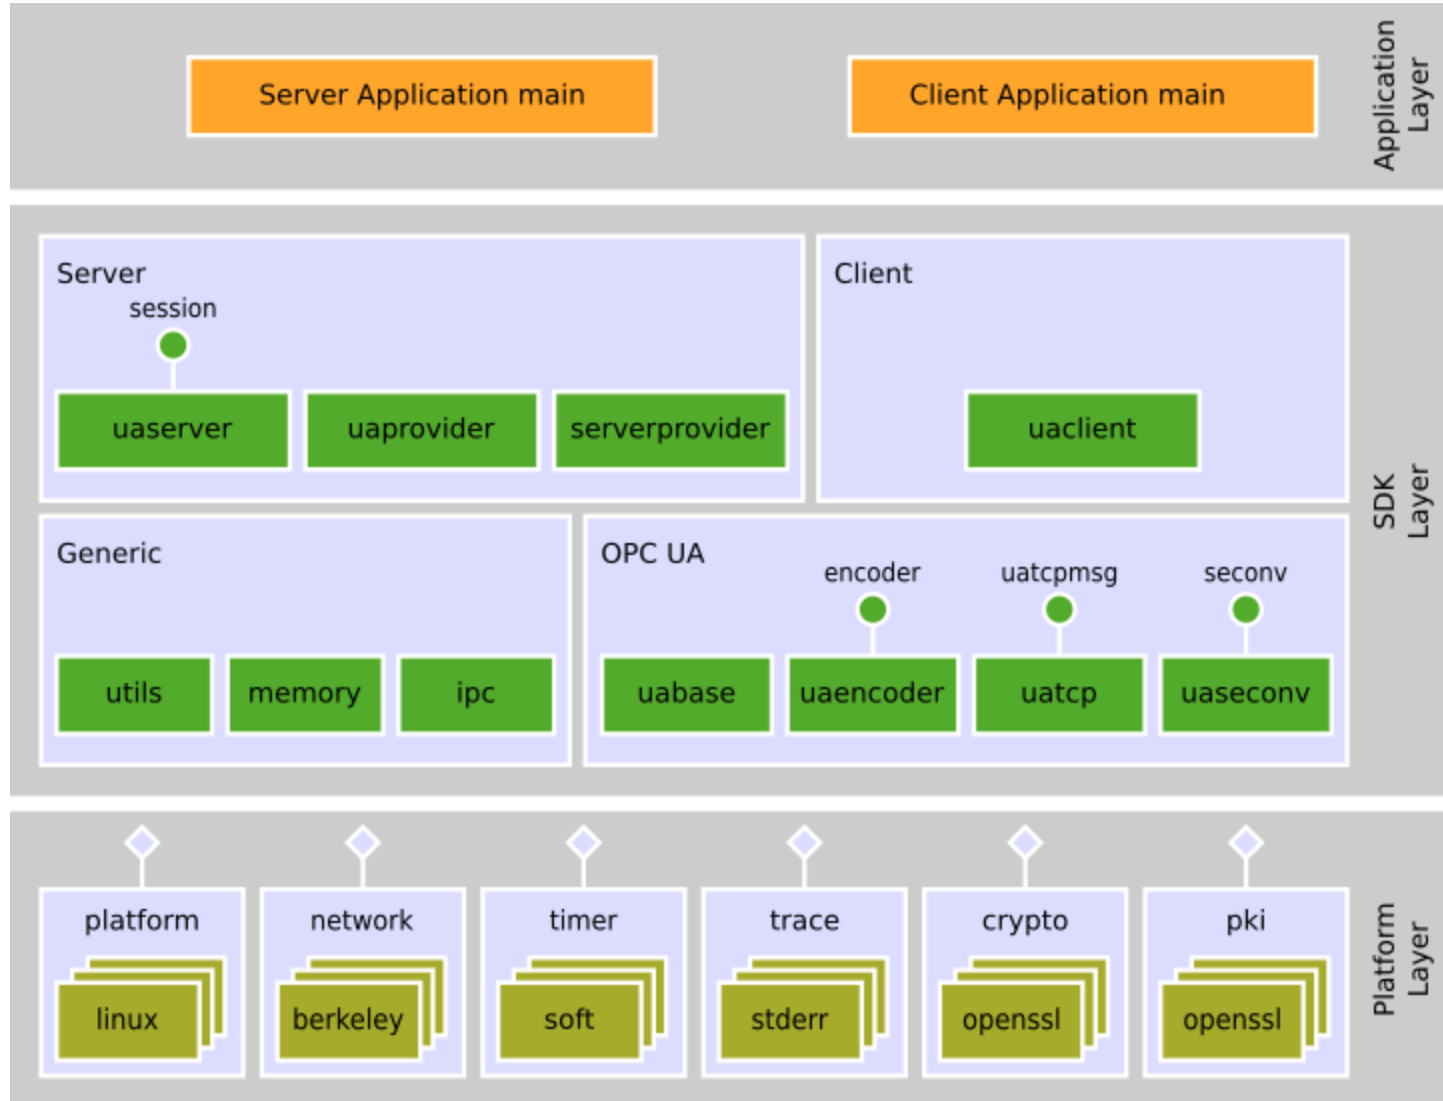 Server Application main
Client Application main
Application
Layer
Server
session
uaserver
uaprovider
serverprovider
Client
uaclient
SDK
Layer
Generic
utils
memory
ipc
OPC UA
encoder
uatcpmsg
seconv
uabase
uaencoder
uatcp
uaseconv
platform
linux
network
berkeley
timer
soft
trace
stderr
crypto
openssl
pki
openssl
Platform
Layer